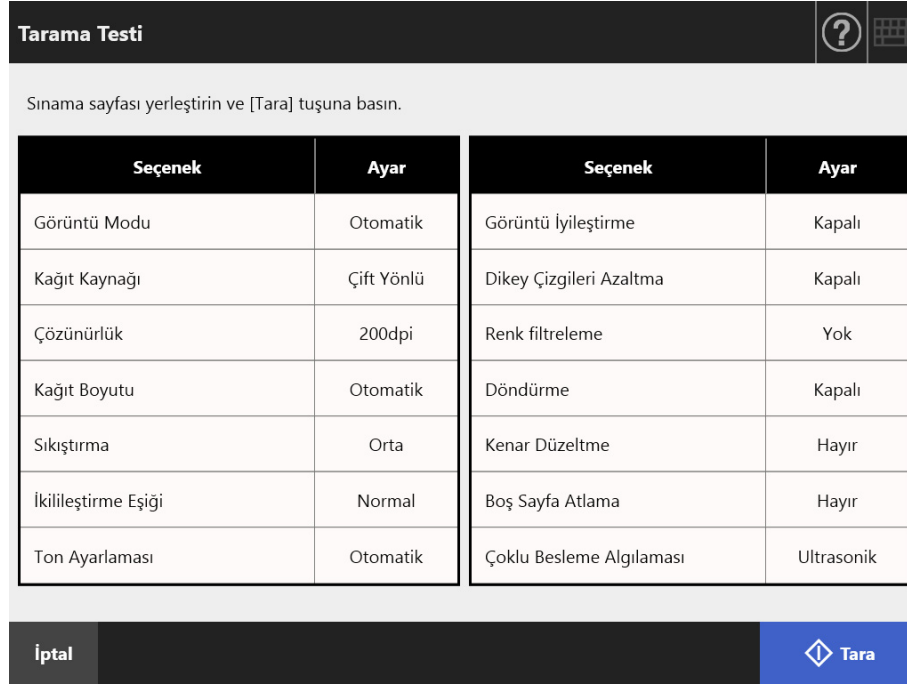 Tarama Testi
Sınama sayfası yerleştirin ve [Tara] tuşuna basın.
Seçenek Ayar
Görüntü Modu Otomatik
Kağıt Kaynağı Çift Yönlü
Çözünürlük 200dpi
Kağıt Boyutu Otomatik
Sıkıştırma Orta
İkilileştirme Eşiği Normal
Ton Ayarlaması Otomatik
Seçenek Ayar
Görüntü İyileştirme Kapalı
Dikey Çizgileri Azaltma Kapalı
Renk filtreleme Yok
Döndürme Kapalı
Kenar Düzeltme Hayır
Boş Sayfa Atlama Hayır
Çoklu Besleme Algılaması Ultrasonik
İptal
Tara